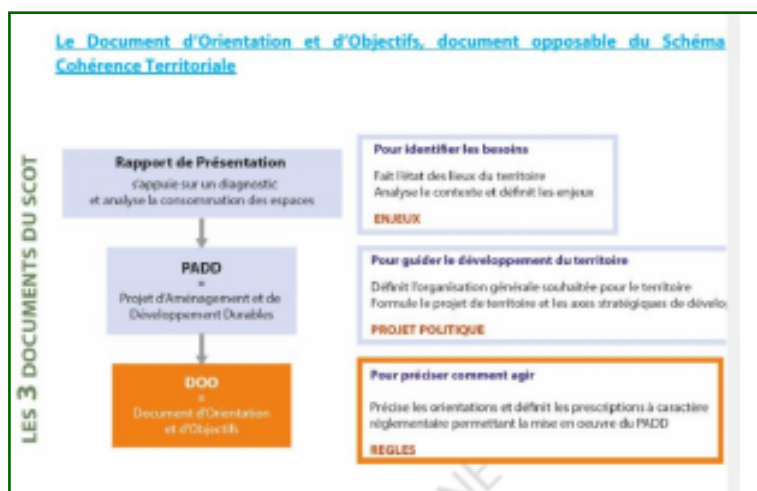 Le Document d'Orientation et d'Objectifs, document opposable du Schéma
Cohérence Territoriale
LES 3 DOCUMENTS DU SCOT
Rapport de Présentation
s'appuie sur un diagnostic
et analyse la consommation des espaces
Pour identifier les besoins
Fait l'état des lieux du territoire
Analyse le contexte et définit les enjeux
ENJEUX
PADD
=
Projet d'Aménagement et de
Développement Durables
Pour guider le développement du territoire
Définit l'organisation générale souhaitée pour le territoire
Formule le projet de territoire et les axes stratégiques de dévelop
PROJET POLITIQUE
DOO
=
Document d'Orientation
et d'Objectifs
Pour préciser comment agir
Précise les orientations et définit les prescriptions à caractère
réglementaire permettant la mise en oeuvre du PADD
REGLES
NE